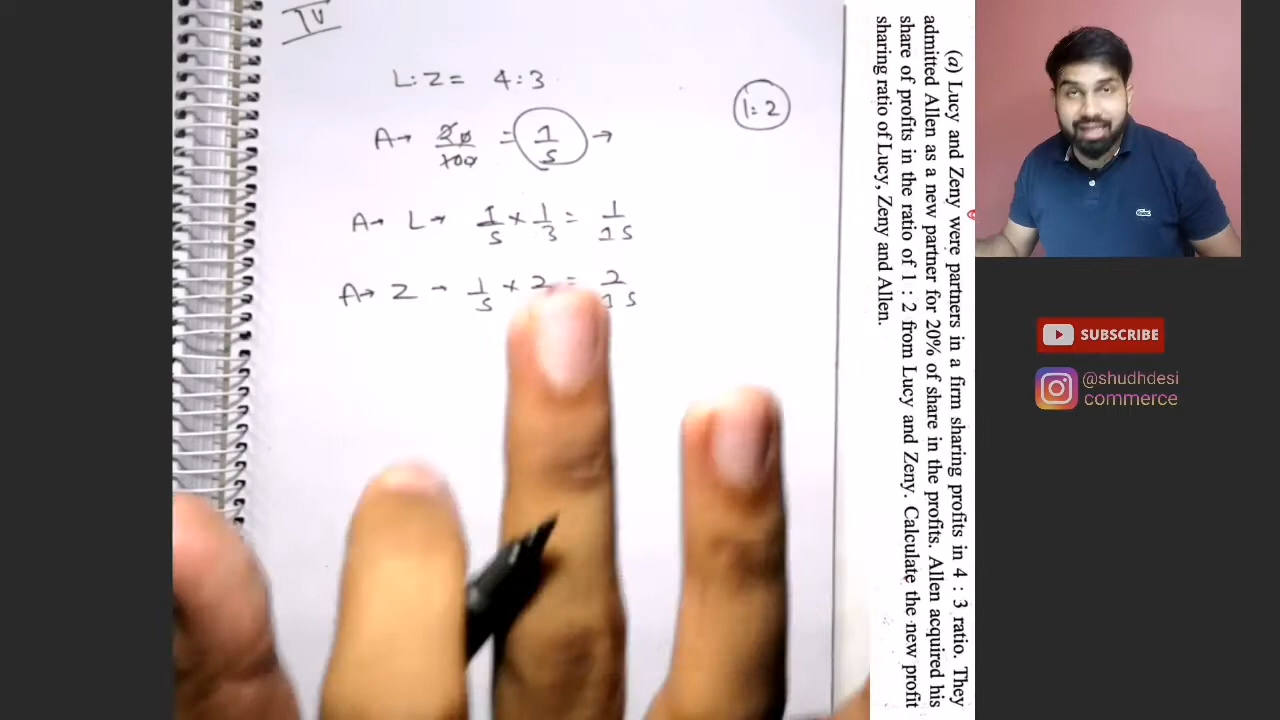 IV
L:Z= 4:3
A→ 20/100 = 1/5 →
1:2
A→ L→ 1/5 × 1/3 = 1/15
A→ Z → 1/5 × 2 = 2/15
(a) Lucy and Zeny were partners in a firm sharing profits in 4 : 3 ratio. They
admitted Allen as a new partner for 20% of share in the profits. Allen acquired his
share of profits in the ratio of 1 : 2 from Lucy and Zeny. Calculate the new profit
sharing ratio of Lucy, Zeny and Allen.
SUBSCRIBE
@shudhdesi
commerce